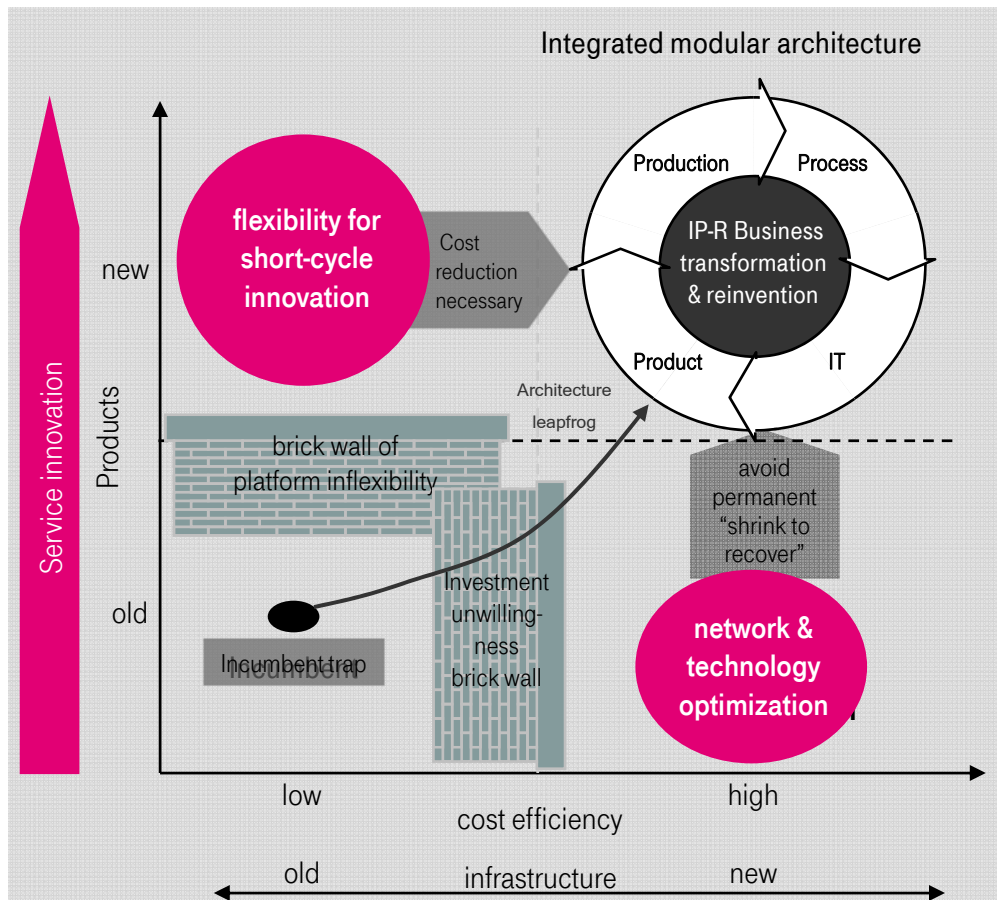 Integrated modular architecture
Production
Process
flexibility for
short-cycle
innovation
Cost
reduction
necessary
IP-R Business
transformation
& reinvention
new
Product
IT
Architecture
leapfrog
Products
Service innovation
brick wall of
platform inflexibility
avoid
permanent
“shrink to
recover”
Investment
unwilling-
ness
brick wall
old
Incumbent trap
Incumbent
network &
technology
optimization
low
high
cost efficiency
old
infrastructure
new